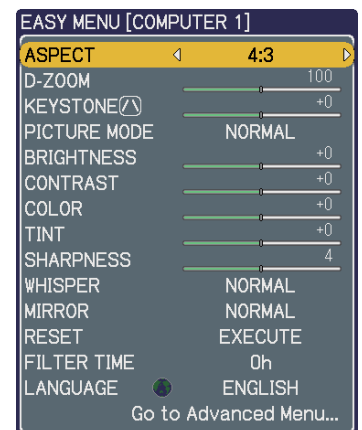 EASY MENU [COMPUTER 1]
ASPECT 4:3
D-ZOOM 100
KEYSTONE +0
PICTURE MODE NORMAL
BRIGHTNESS +0
CONTRAST +0
COLOR +0
TINT +0
SHARPNESS 4
WHISPER NORMAL
MIRROR NORMAL
RESET EXECUTE
FILTER TIME 0h
LANGUAGE ENGLISH
Go to Advanced Menu...